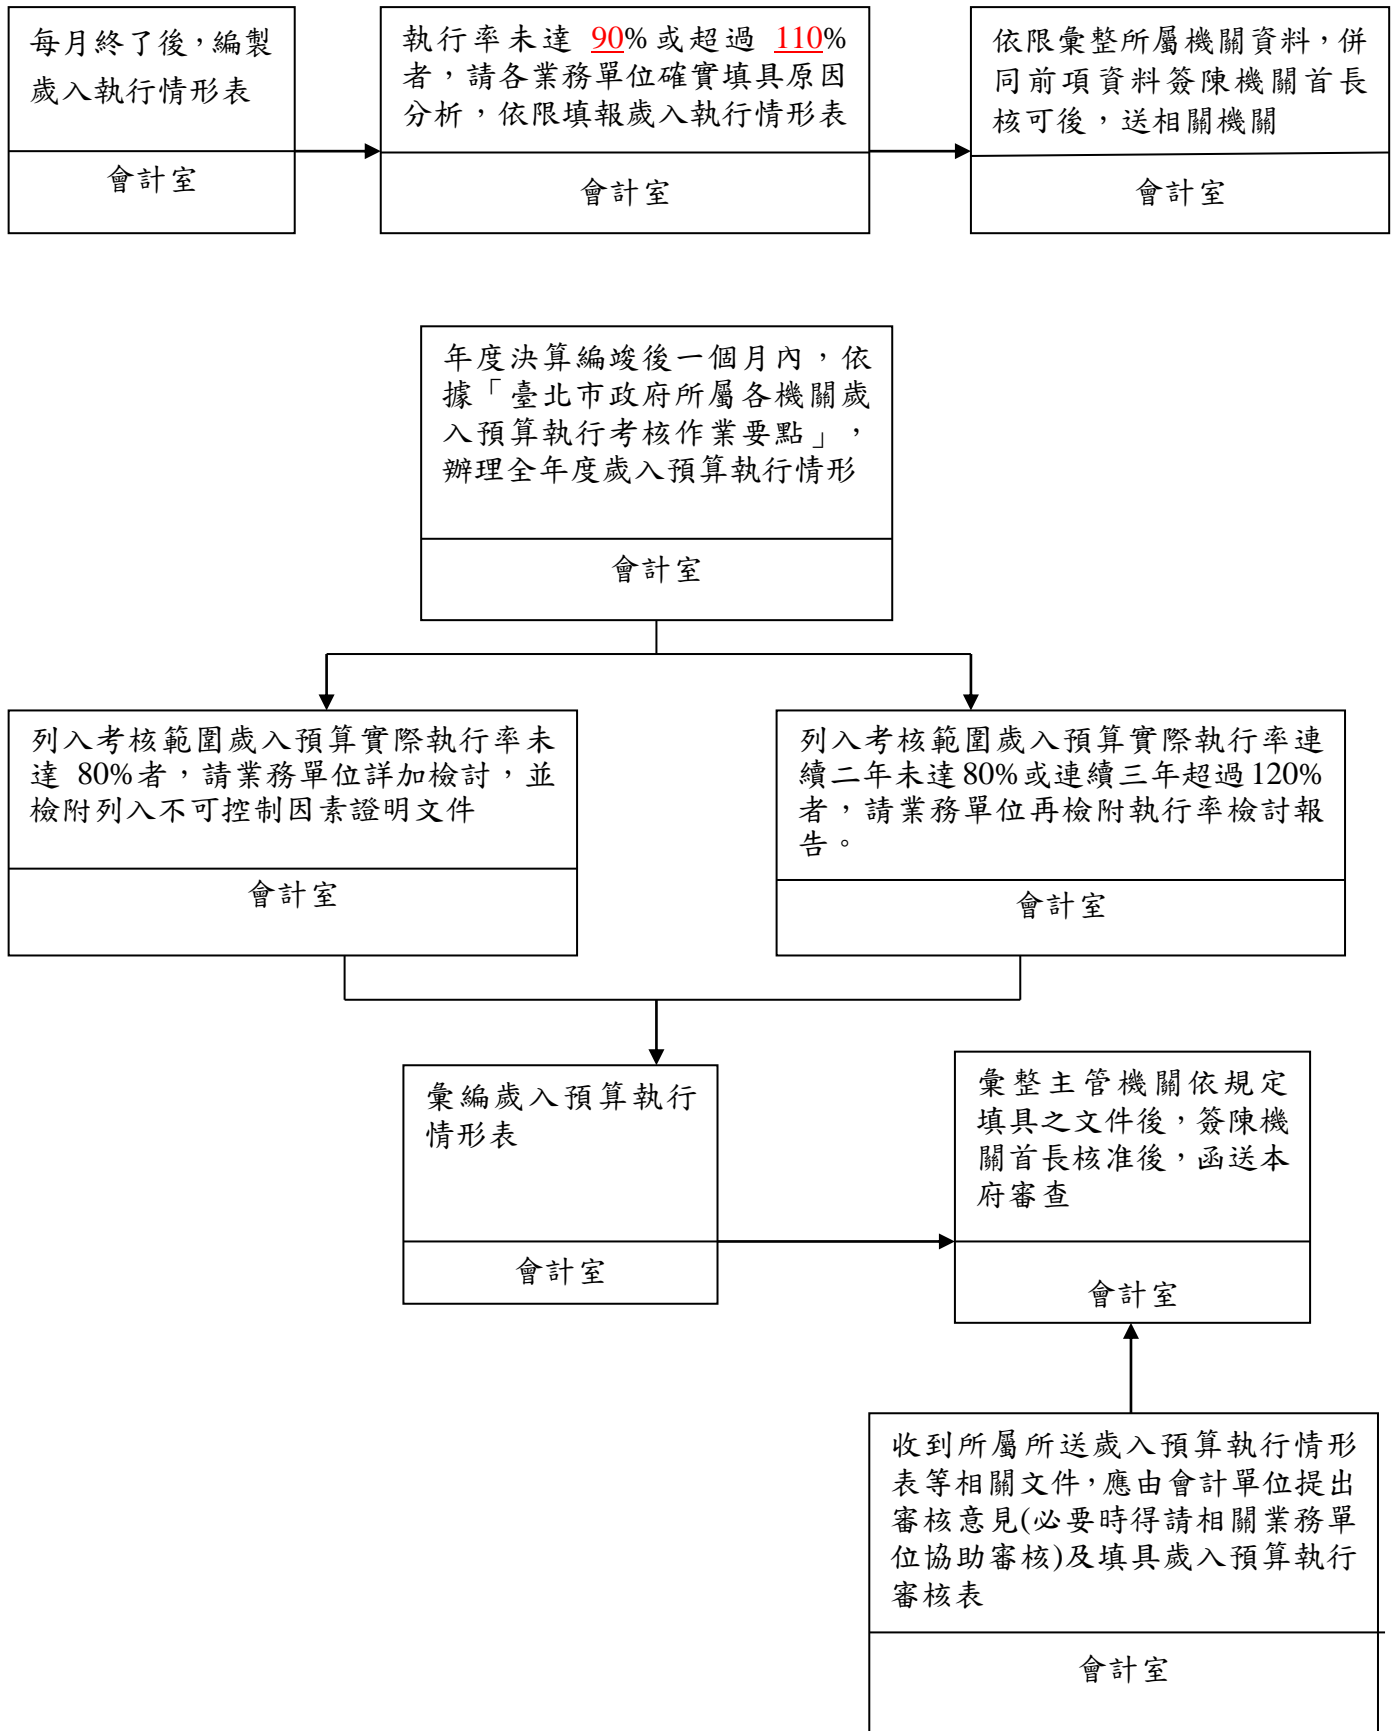 每月終了後，編製
歲入執行情形表
會計室
執行率未達 90%或超過 110%
者，請各業務單位確實填具原因
分析，依限填報歲入執行情形表
會計室
依限彙整所屬機關資料，併
同前項資料簽陳機關首長
核可後，送相關機關
會計室
年度決算編竣後一個月內，依
據「臺北市政府所屬各機關歲
入預算執行考核作業要點」，
辦理全年度歲入預算執行情形
會計室
列入考核範圍歲入預算實際執行率未
達 80%者，請業務單位詳加檢討，並
檢附列入不可控制因素證明文件
會計室
列入考核範圍歲入預算實際執行率連
續二年未達 80%或連續三年超過 120%
者，請業務單位再檢附執行率檢討報
告。
會計室
彙編歲入預算執行
情形表
會計室
彙整主管機關依規定
填具之文件後，簽陳機
關首長核准後，函送本
府審查
會計室
收到所屬所送歲入預算執行情形
表等相關文件，應由會計單位提出
審核意見(必要時得請相關業務單
位協助審核)及填具歲入預算執行
審核表
會計室